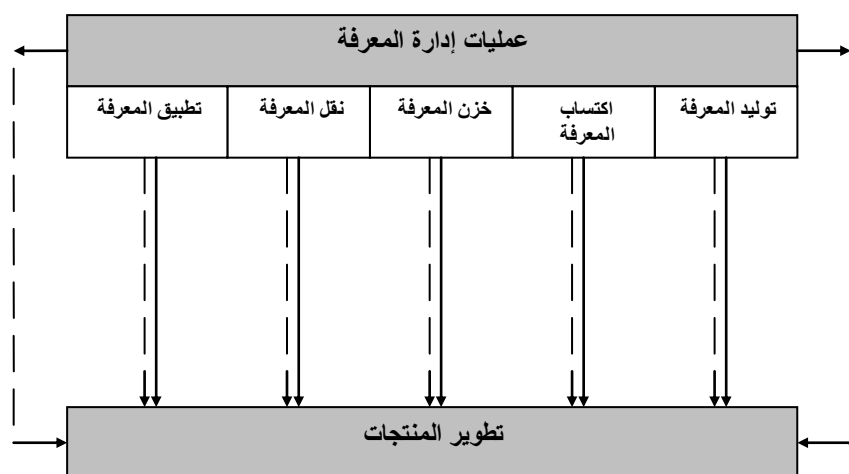 عمليات إدارة المعرفة
توليد المعرفة
اكتساب
المعرفة
خزن المعرفة
نقل المعرفة
تطبيق المعرفة
تطوير المنتجات